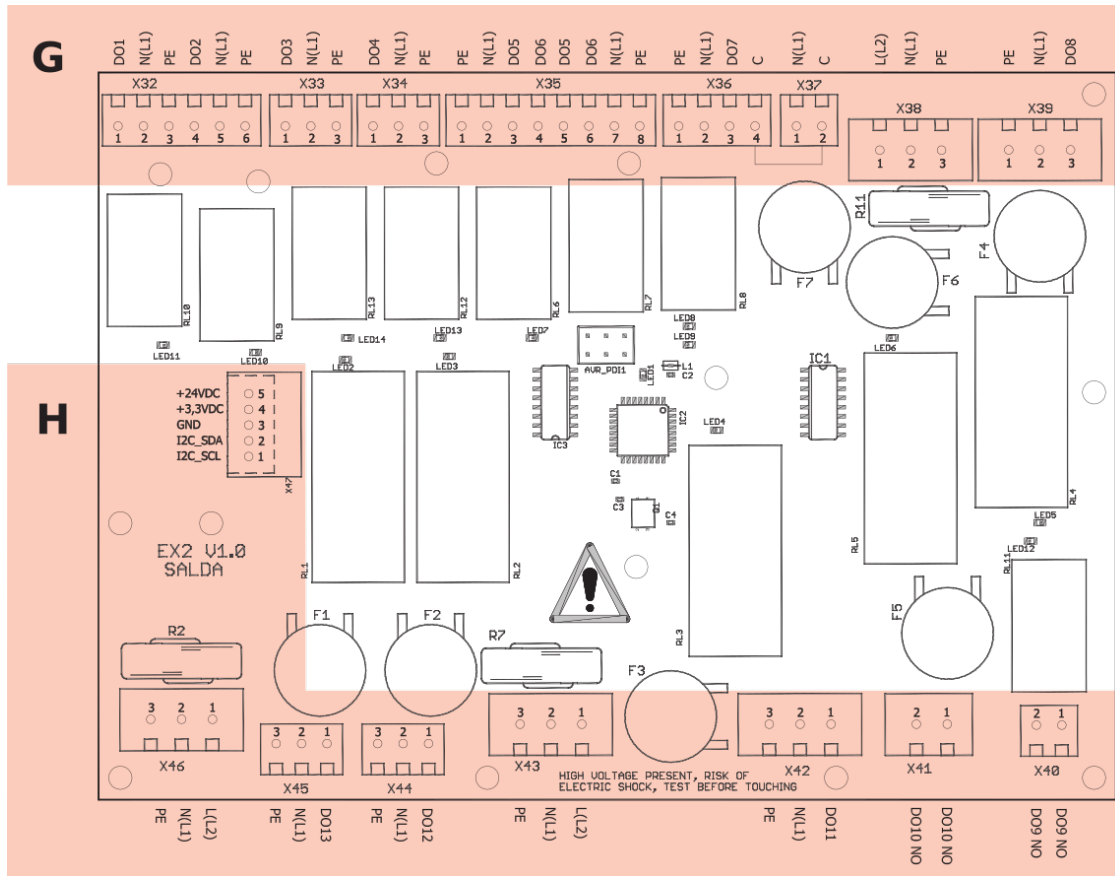 G
DO1 N(L1) PE DO2 N(L1) PE DO3 N(L1) PE DO4 N(L1) PE PE N(L1) DO5 DO6 DO5 DO6 N(L1) PE PE N(L1) DO7 C N(L1) C L(L2) N(L1) PE PE N(L1) DO8
X32 X33 X34 X35 X36 X37 X38 X39
1 2 3 4 5 6 1 2 3 1 2 3 1 2 3 4 5 6 7 8 1 2 3 4 1 2 1 2 3 1 2 3
RL10 RL9 RL13 RL12 RL6 RL7 RL8 F7 R11 F6 F4
LED11 LED10 LED14 LED2 LED13 LED3 LED7 LED8 LED9 LED6
AVR_PDI1 LED1 L1 C2 IC1
H
+24VDC 5
+3,3VDC 4
GND 3
I2C_SDA 2
I2C_SCL 1
X47
IC3 IC2 LED4
C1 C3 Q1 C4
RL1 RL2 RL3 RL5 RL4 LED5 LED12 RL11
EX2 V1.0
SALDA
R2 F1 F2 R7 F3 F5
3 2 1 3 2 1 3 2 1 3 2 1 3 2 1 2 1 2 1
X46 X45 X44 X43 X42 X41 X40
HIGH VOLTAGE PRESENT, RISK OF
ELECTRIC SHOCK, TEST BEFORE TOUCHING
PE N(L1) L(L2) PE N(L1) DO13 PE N(L1) DO12 PE N(L1) L(L2) PE N(L1) DO11 DO10 NO DO10 NO DO9 NO DO9 NO